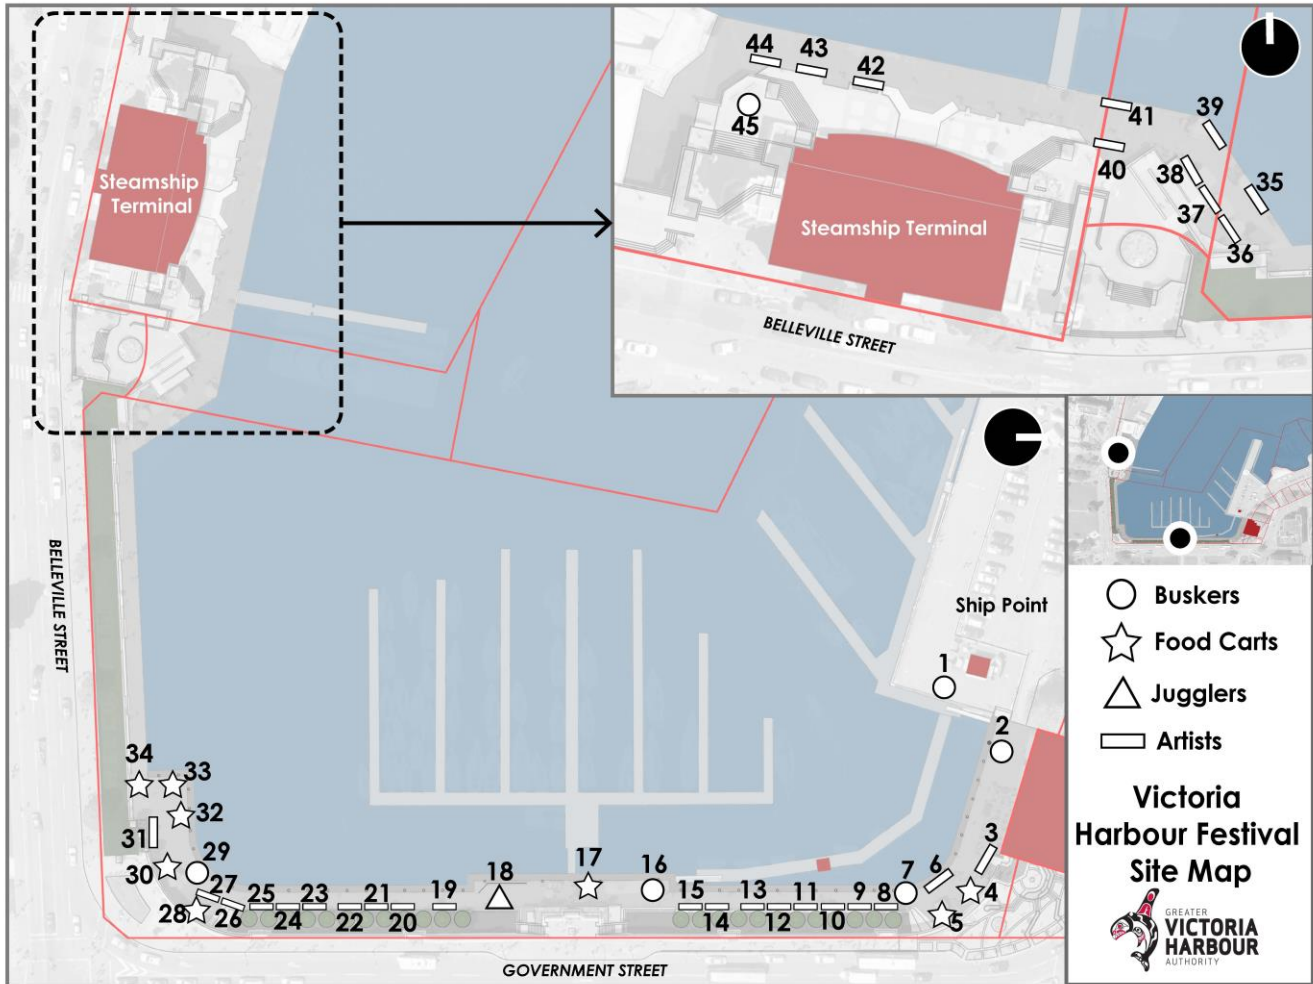 44
43
42
45
41
39
40
38
35
37
36
Steamship Terminal
BELLEVILLE STREET
Steamship
Terminal
BELLEVILLE STREET
Ship Point
1
2
34
33
32
31
30
29
28
27
26
25
24
23
22
21
20
19
18
17
16
15
14
13
12
11
10
9
8
7
6
5
4
3
GOVERNMENT STREET
Buskers
Food Carts
Jugglers
Artists
Victoria
Harbour Festival
Site Map
GREATER
VICTORIA
HARBOUR
AUTHORITY